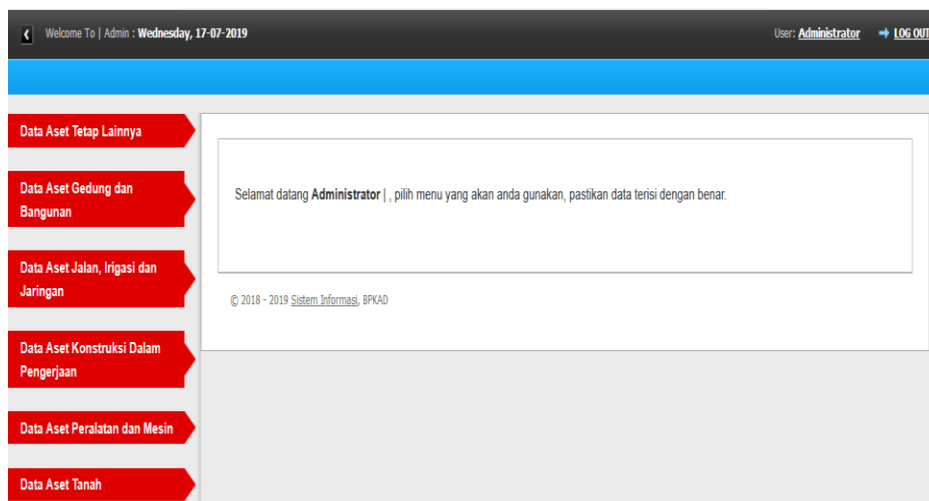 Welcome To | Admin : Wednesday, 17-07-2019
User: Administrator
LOG OUT
Data Aset Tetap Lainnya
Data Aset Gedung dan
Bangunan
Data Aset Jalan, Irigasi dan
Jaringan
Data Aset Konstruksi Dalam
Pengerjaan
Data Aset Peralatan dan Mesin
Data Aset Tanah
Selamat datang Administrator | , pilih menu yang akan anda gunakan, pastikan data terisi dengan benar.
© 2018 - 2019 Sistem Informasi, BPKAD